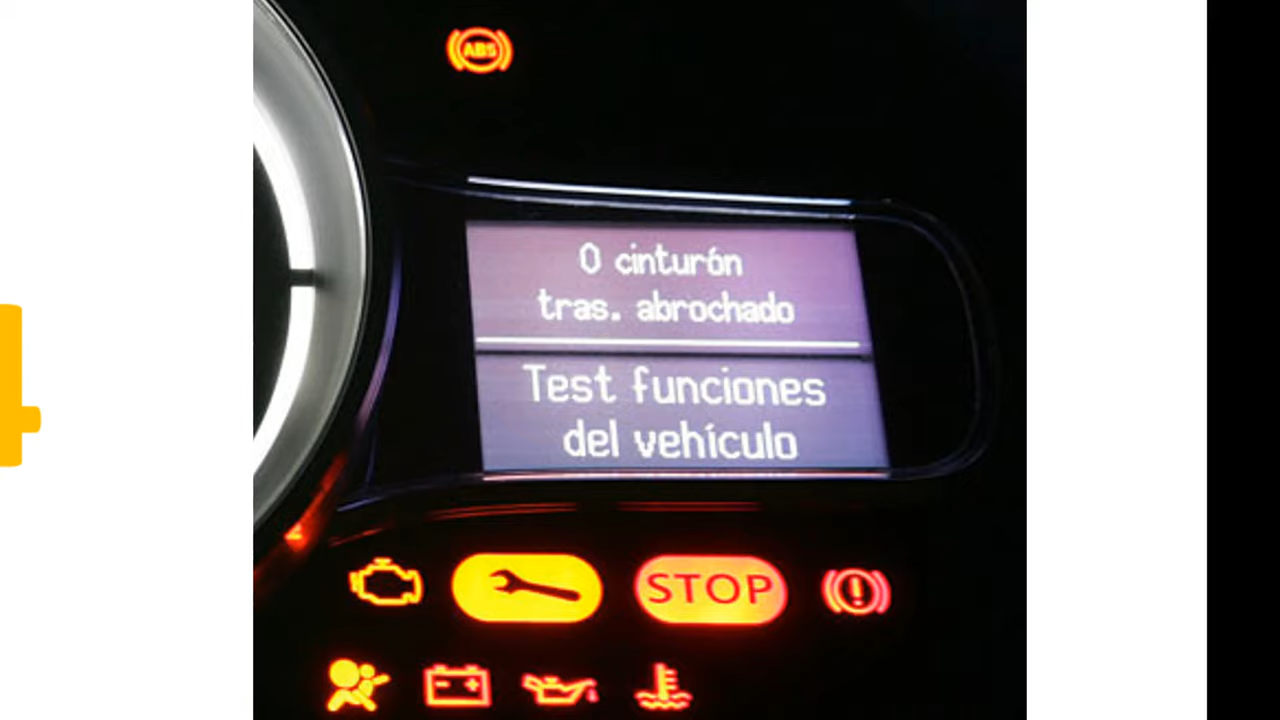 ABS
0 cinturón
tras. abrochado
Test funciones
del vehículo
STOP